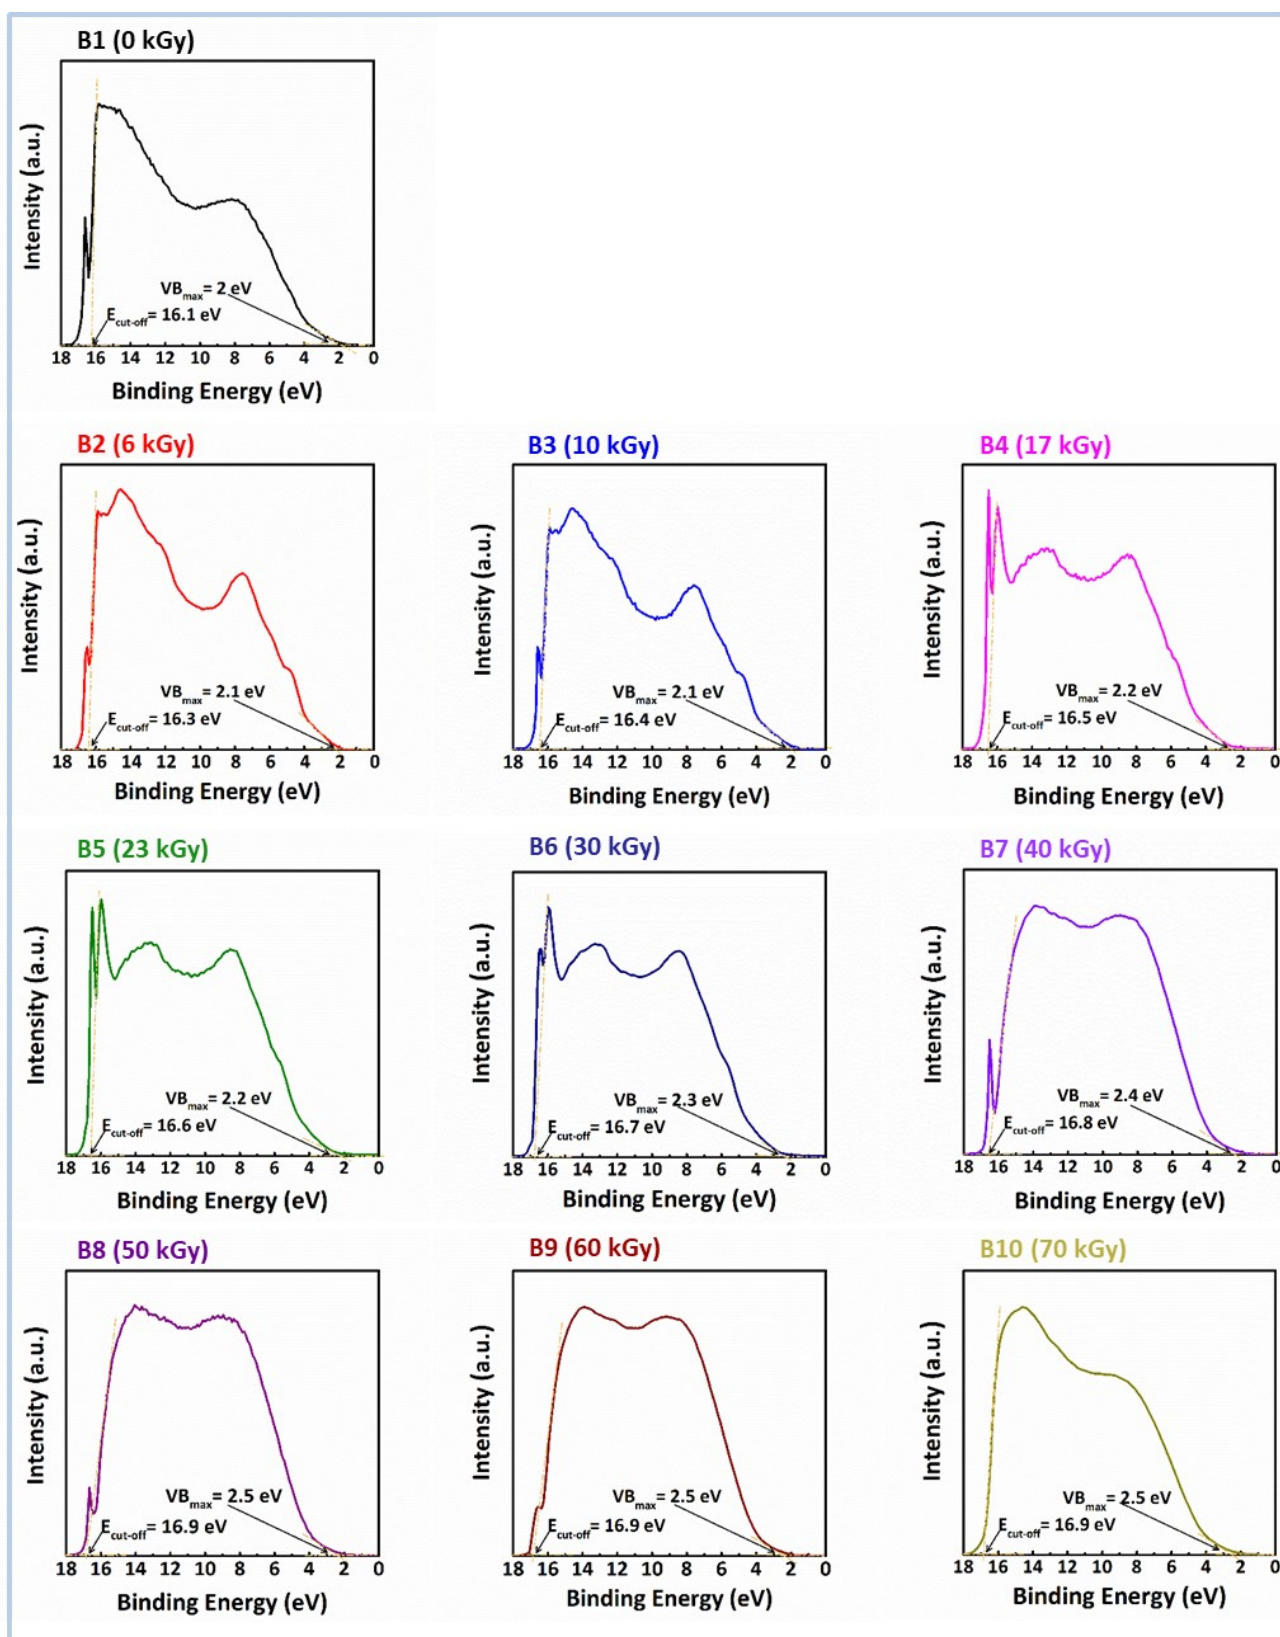 B1 (0 kGy)
Intensity (a.u.)
VBmax= 2 eV
Ecut-off= 16.1 eV
18 16 14 12 10 8 6 4 2 0
Binding Energy (eV)
B2 (6 kGy)
Intensity (a.u.)
VBmax= 2.1 eV
Ecut-off= 16.3 eV
18 16 14 12 10 8 6 4 2 0
Binding Energy (eV)
B3 (10 kGy)
Intensity (a.u.)
VBmax= 2.1 eV
Ecut-off= 16.4 eV
18 16 14 12 10 8 6 4 2 0
Binding Energy (eV)
B4 (17 kGy)
Intensity (a.u.)
VBmax= 2.2 eV
Ecut-off= 16.5 eV
18 16 14 12 10 8 6 4 2 0
Binding Energy (eV)
B5 (23 kGy)
Intensity (a.u.)
VBmax= 2.2 eV
Ecut-off= 16.6 eV
18 16 14 12 10 8 6 4 2 0
Binding Energy (eV)
B6 (30 kGy)
Intensity (a.u.)
VBmax= 2.3 eV
Ecut-off= 16.7 eV
18 16 14 12 10 8 6 4 2 0
Binding Energy (eV)
B7 (40 kGy)
Intensity (a.u.)
VBmax= 2.4 eV
Ecut-off= 16.8 eV
18 16 14 12 10 8 6 4 2 0
Binding Energy (eV)
B8 (50 kGy)
Intensity (a.u.)
VBmax= 2.5 eV
Ecut-off= 16.9 eV
18 16 14 12 10 8 6 4 2 0
Binding Energy (eV)
B9 (60 kGy)
Intensity (a.u.)
VBmax= 2.5 eV
Ecut-off= 16.9 eV
18 16 14 12 10 8 6 4 2 0
Binding Energy (eV)
B10 (70 kGy)
Intensity (a.u.)
VBmax= 2.5 eV
Ecut-off= 16.9 eV
18 16 14 12 10 8 6 4 2 0
Binding Energy (eV)